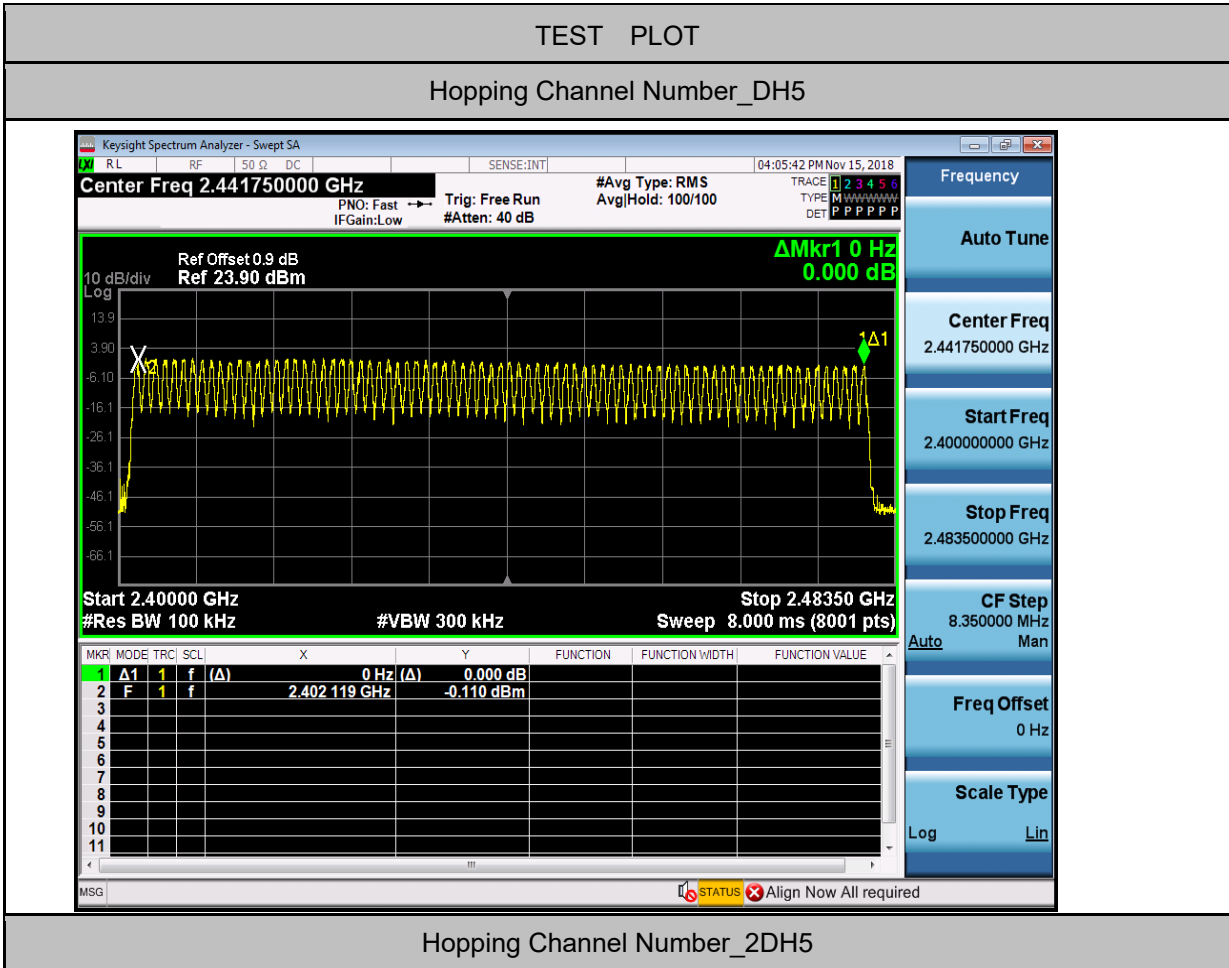 TEST PLOT
Hopping Channel Number_DH5
Keysight Spectrum Analyzer - Swept SA
LXI RL RF 50 Ω DC SENSE:INT 04:05:42 PM Nov 15, 2018
Center Freq 2.441750000 GHz
PNO: Fast
IFGain:Low
Trig: Free Run
#Atten: 40 dB
#Avg Type: RMS
Avg|Hold: 100/100
TRACE 1 2 3 4 5 6
TYPE M WWWWW
DET P P P P P P
ΔMkr1 0 Hz
0.000 dB
Ref Offset 0.9 dB
10 dB/div Ref 23.90 dBm
Log
13.9
3.90
-6.10
-16.1
-26.1
-36.1
-46.1
-56.1
-66.1
X2
1Δ1
Start 2.40000 GHz Stop 2.48350 GHz
#Res BW 100 kHz #VBW 300 kHz Sweep 8.000 ms (8001 pts)
MKR MODE TRC SCL X Y FUNCTION FUNCTION WIDTH FUNCTION VALUE
1 Δ1 1 f (Δ) 0 Hz (Δ) 0.000 dB
2 F 1 f 2.402 119 GHz -0.110 dBm
3
4
5
6
7
8
9
10
11
MSG STATUS Align Now All required
Frequency
Auto Tune
Center Freq
2.441750000 GHz
Start Freq
2.400000000 GHz
Stop Freq
2.483500000 GHz
CF Step
8.350000 MHz
Auto Man
Freq Offset
0 Hz
Scale Type
Log Lin
Hopping Channel Number_2DH5